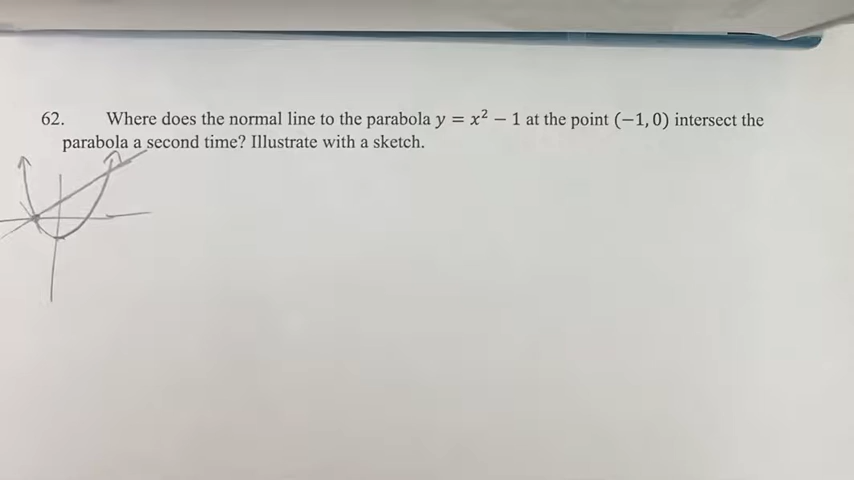 62. Where does the normal line to the parabola y = x² − 1 at the point (−1, 0) intersect the
parabola a second time? Illustrate with a sketch.